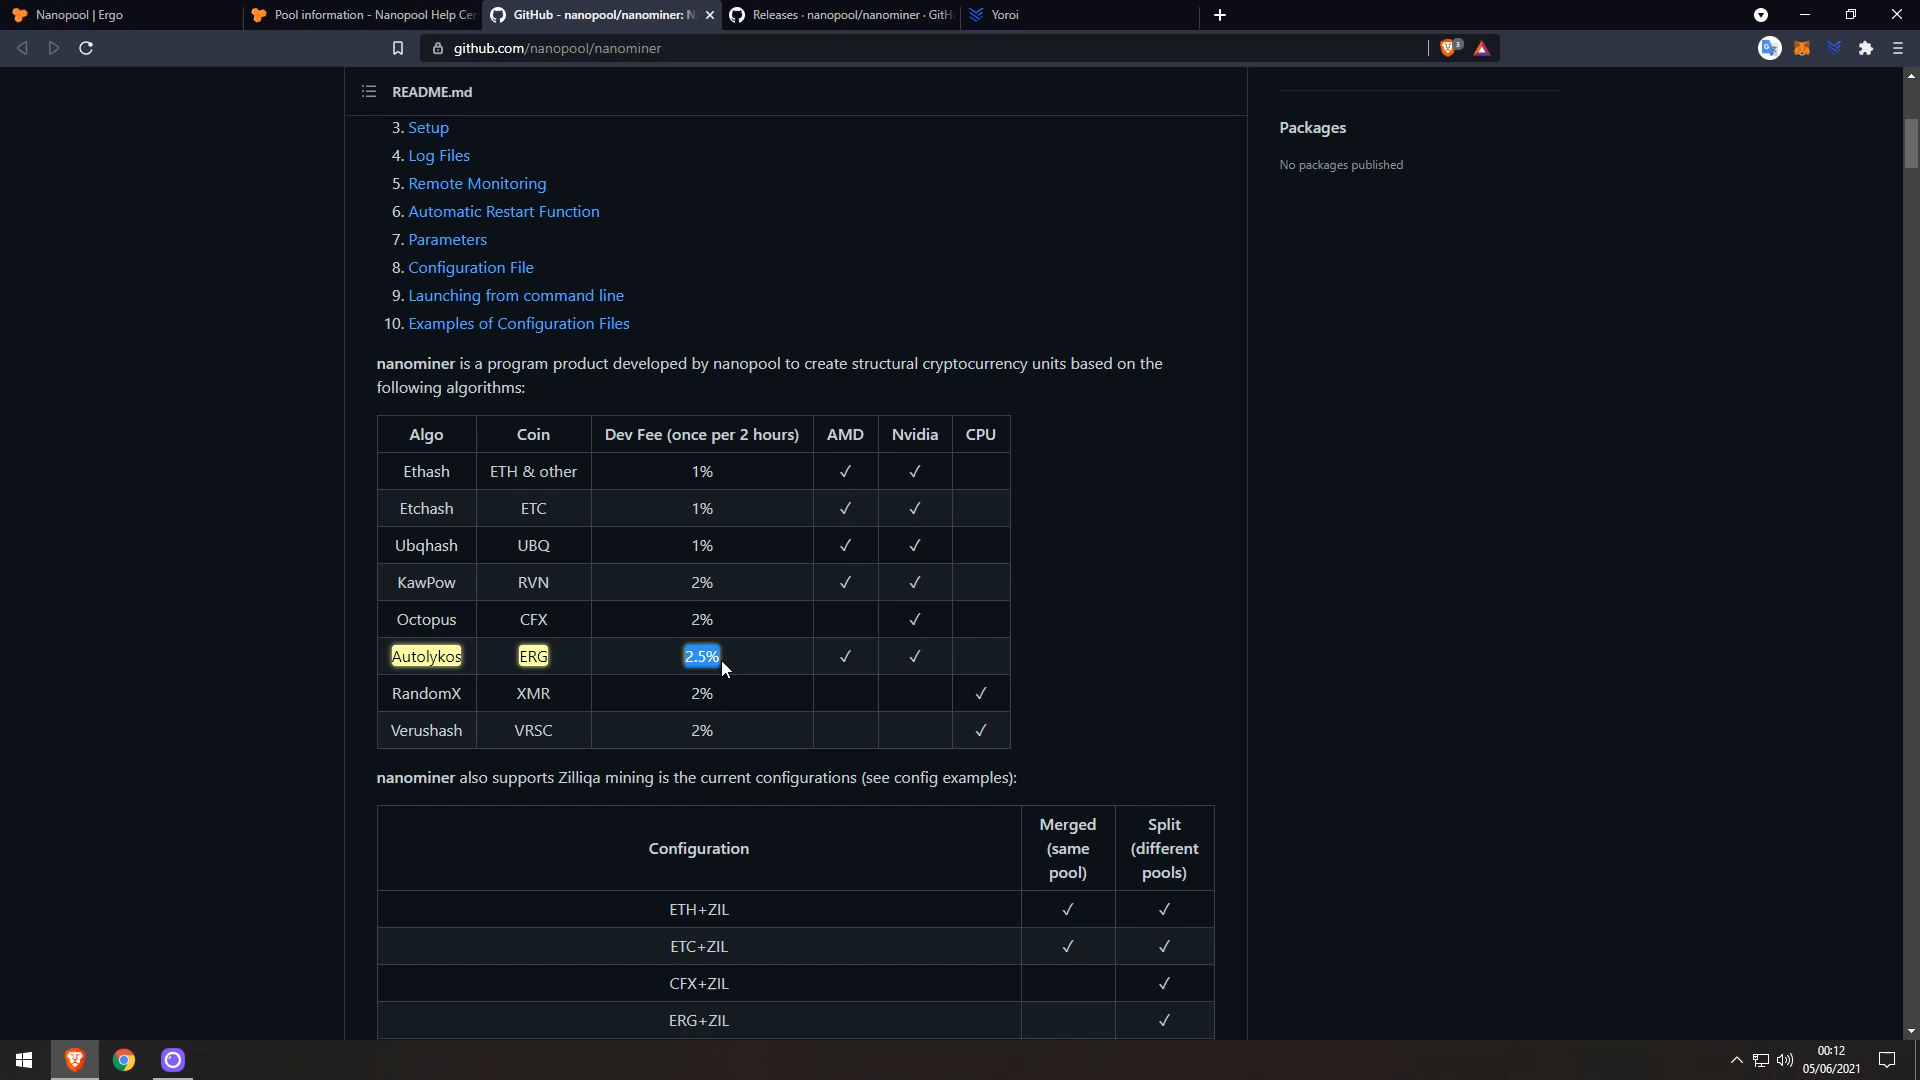 Nanopool | Ergo
Pool information - Nanopool Help Cen
GitHub - nanopool/nanominer: N
Releases · nanopool/nanominer · GitH
Yoroi
github.com/nanopool/nanominer
3
README.md
3. Setup
4. Log Files
5. Remote Monitoring
6. Automatic Restart Function
7. Parameters
8. Configuration File
9. Launching from command line
10. Examples of Configuration Files
Packages
No packages published
nanominer is a program product developed by nanopool to create structural cryptocurrency units based on the
following algorithms:
Algo Coin Dev Fee (once per 2 hours) AMD Nvidia CPU
Ethash ETH & other 1% ✓ ✓
Etchash ETC 1% ✓ ✓
Ubqhash UBQ 1% ✓ ✓
KawPow RVN 2% ✓ ✓
Octopus CFX 2% ✓
Autolykos ERG 2.5% ✓ ✓
RandomX XMR 2% ✓
Verushash VRSC 2% ✓
nanominer also supports Zilliqa mining is the current configurations (see config examples):
Configuration
Merged
(same
pool)
Split
(different
pools)
ETH+ZIL ✓ ✓
ETC+ZIL ✓ ✓
CFX+ZIL ✓
ERG+ZIL ✓
00:12
05/06/2021